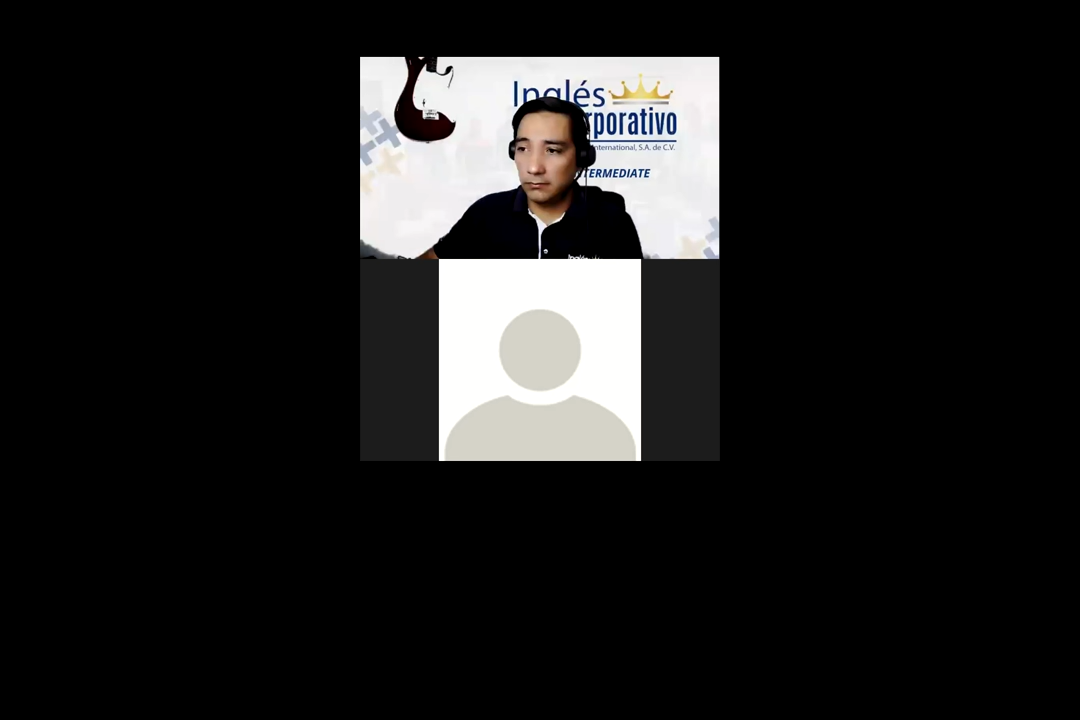 Inglés
rporativo
International, S.A. de C.V.
TERMEDIATE